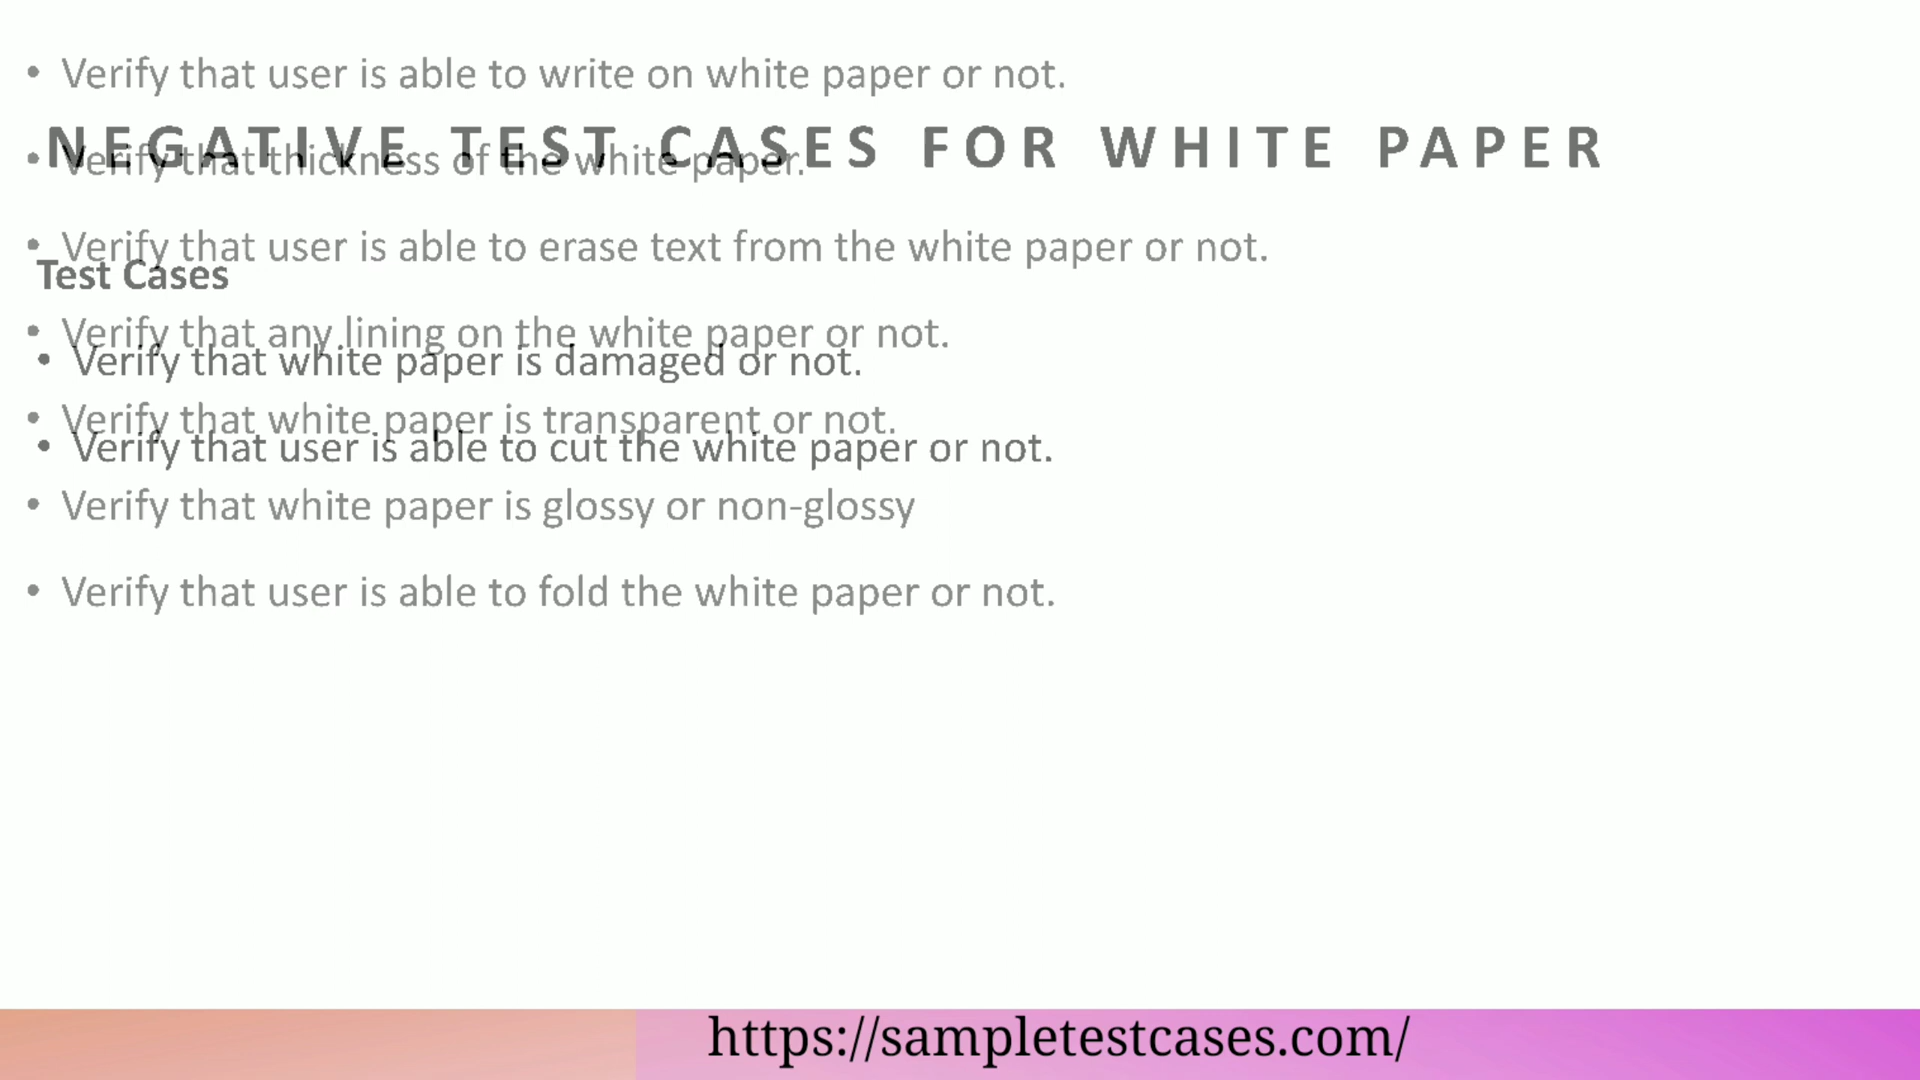 • Verify that user is able to write on white paper or not.
NEGATIVE TEST CASES FOR WHITE PAPER
• Verify that thickness of the white paper.
• Verify that user is able to erase text from the white paper or not.
Test Cases
• Verify that any lining on the white paper or not.
• Verify that white paper is damaged or not.
• Verify that white paper is transparent or not.
• Verify that user is able to cut the white paper or not.
• Verify that white paper is glossy or non-glossy
• Verify that user is able to fold the white paper or not.
https://sampletestcases.com/